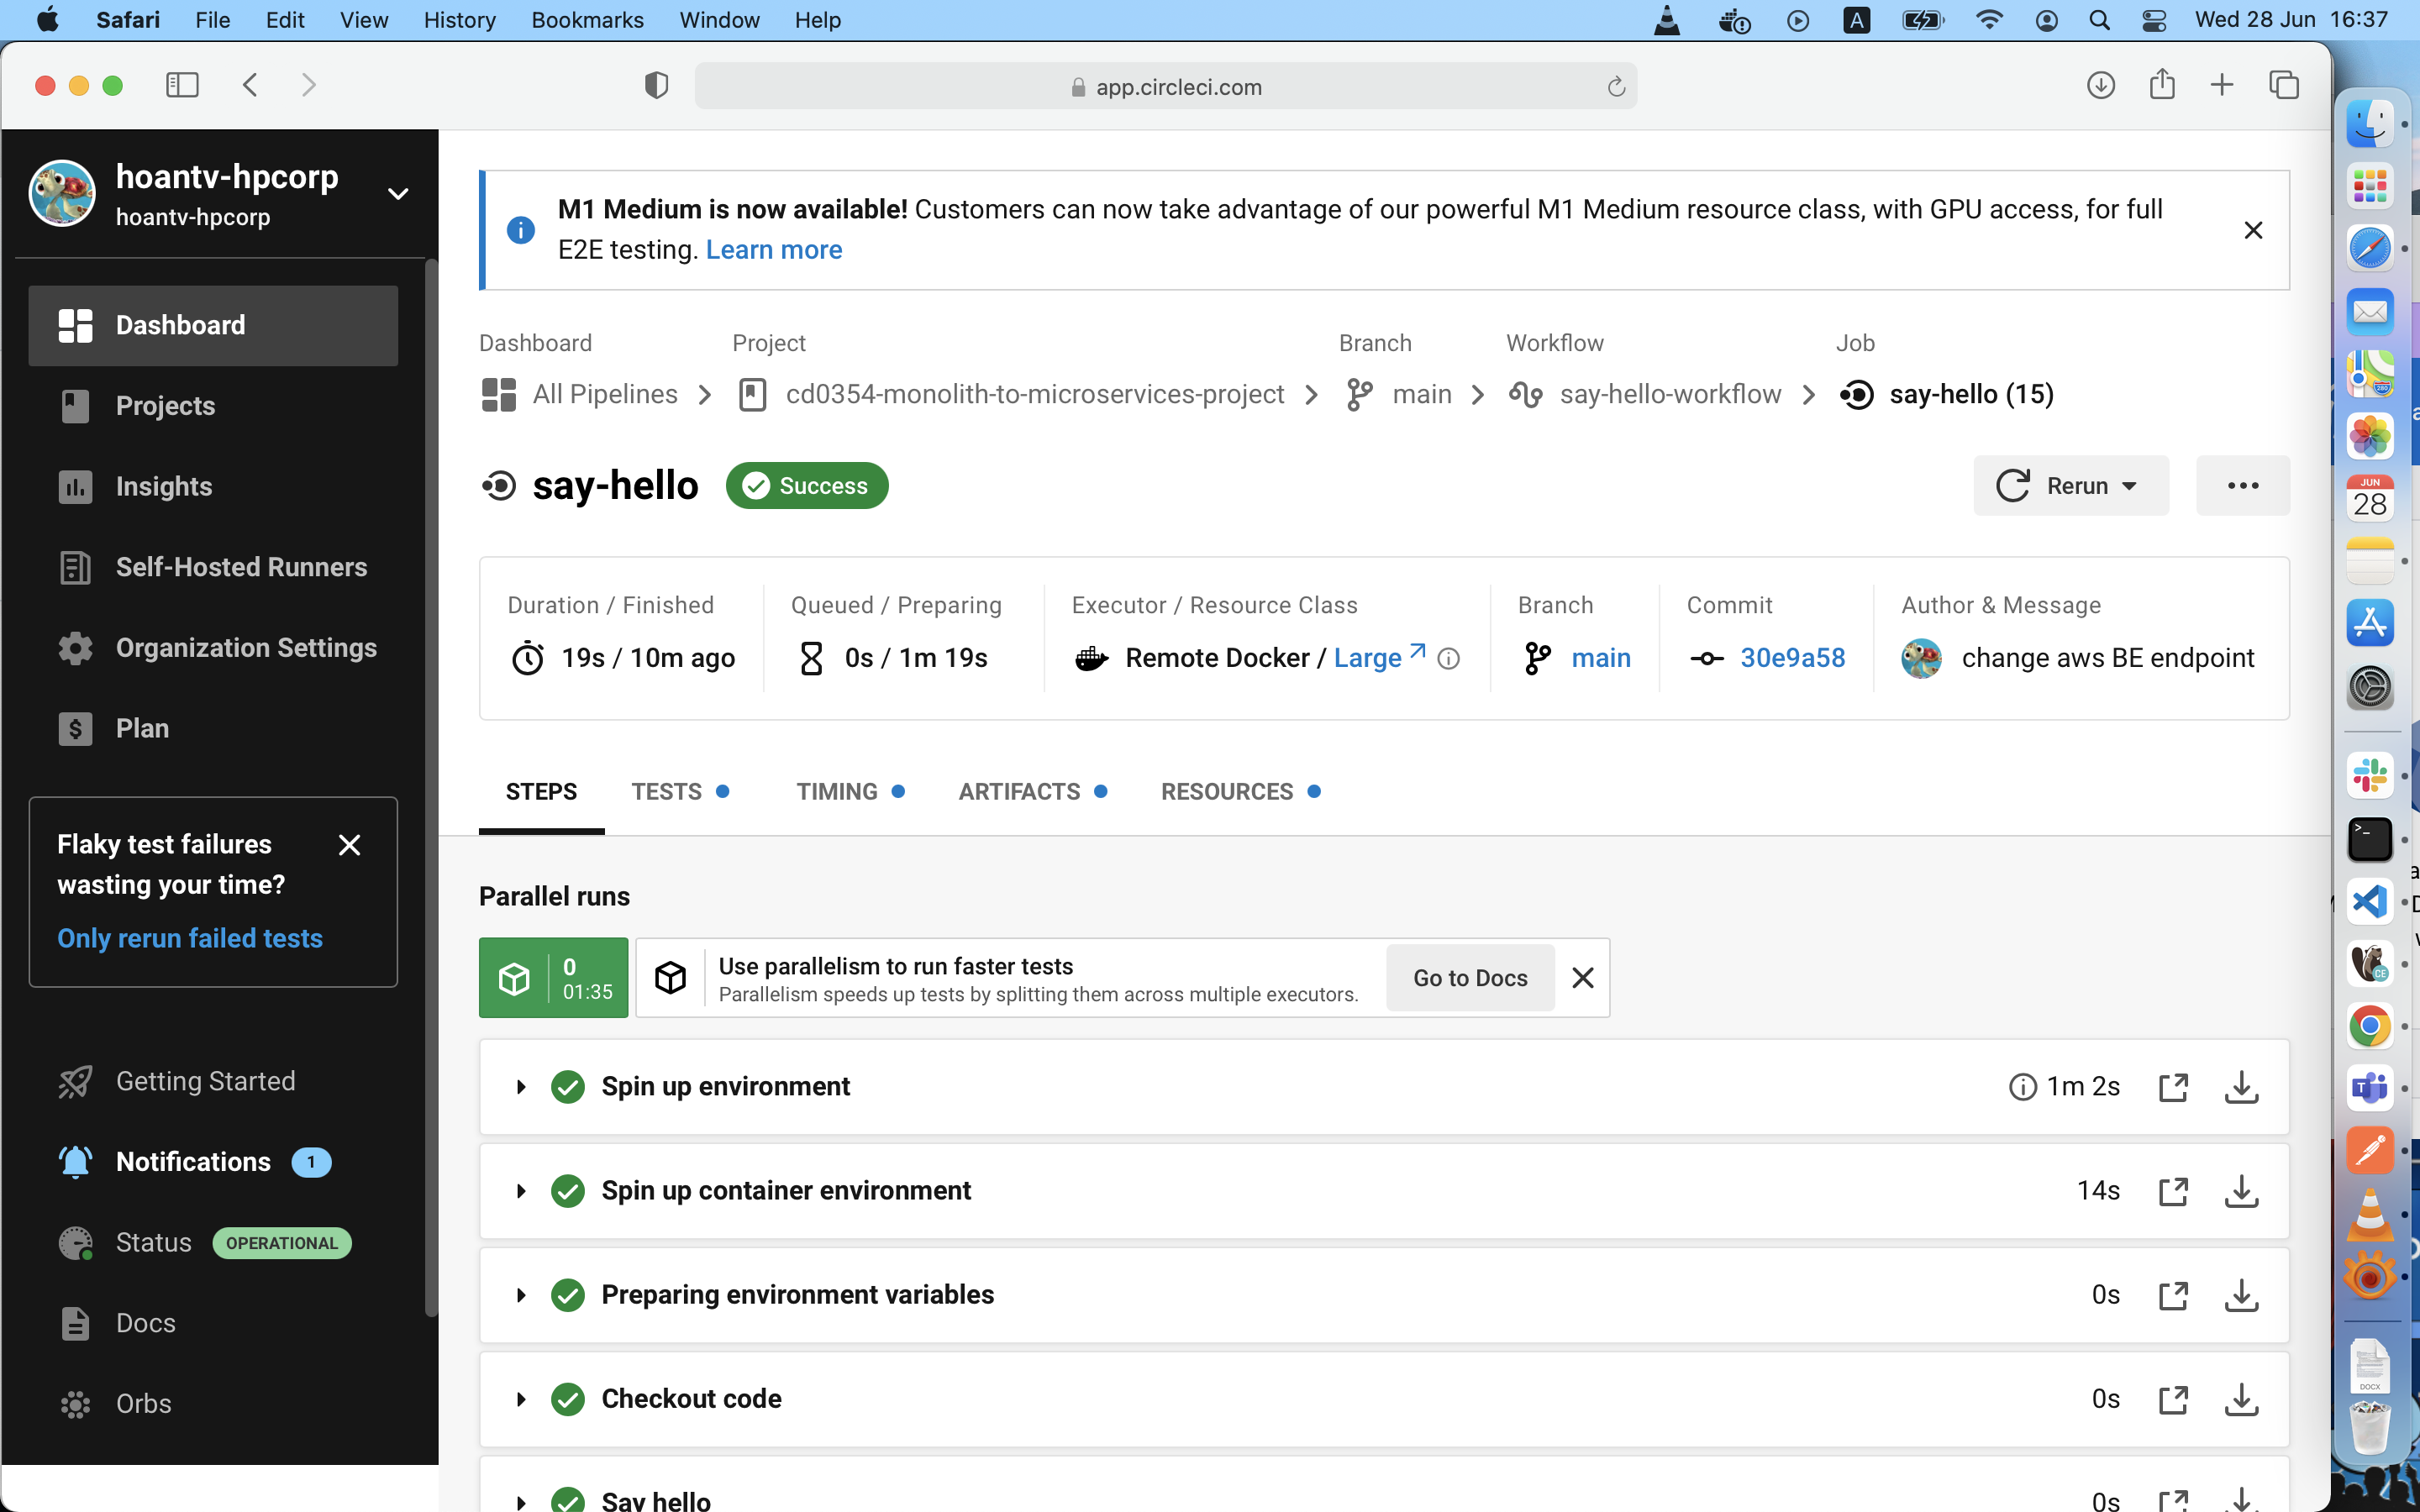 Safari File Edit View History Bookmarks Window Help
A
Wed 28 Jun 16:37
app.circleci.com
hoantv-hpcorp
hoantv-hpcorp
Dashboard
Projects
Insights
Self-Hosted Runners
Organization Settings
Plan
Flaky test failures
wasting your time?
Only rerun failed tests
Getting Started
Notifications 1
Status OPERATIONAL
Docs
Orbs
M1 Medium is now available! Customers can now take advantage of our powerful M1 Medium resource class, with GPU access, for full
E2E testing. Learn more
Dashboard Project Branch Workflow Job
All Pipelines cd0354-monolith-to-microservices-project main say-hello-workflow say-hello (15)
say-hello Success
Rerun
Duration / Finished Queued / Preparing Executor / Resource Class Branch Commit Author & Message
19s / 10m ago 0s / 1m 19s Remote Docker / Large main 30e9a58 change aws BE endpoint
STEPS TESTS TIMING ARTIFACTS RESOURCES
Parallel runs
0
01:35
Use parallelism to run faster tests
Parallelism speeds up tests by splitting them across multiple executors.
Go to Docs
Spin up environment 1m 2s
Spin up container environment 14s
Preparing environment variables 0s
Checkout code 0s
Say hello 0s
JUN
28
CE
T
DOCX